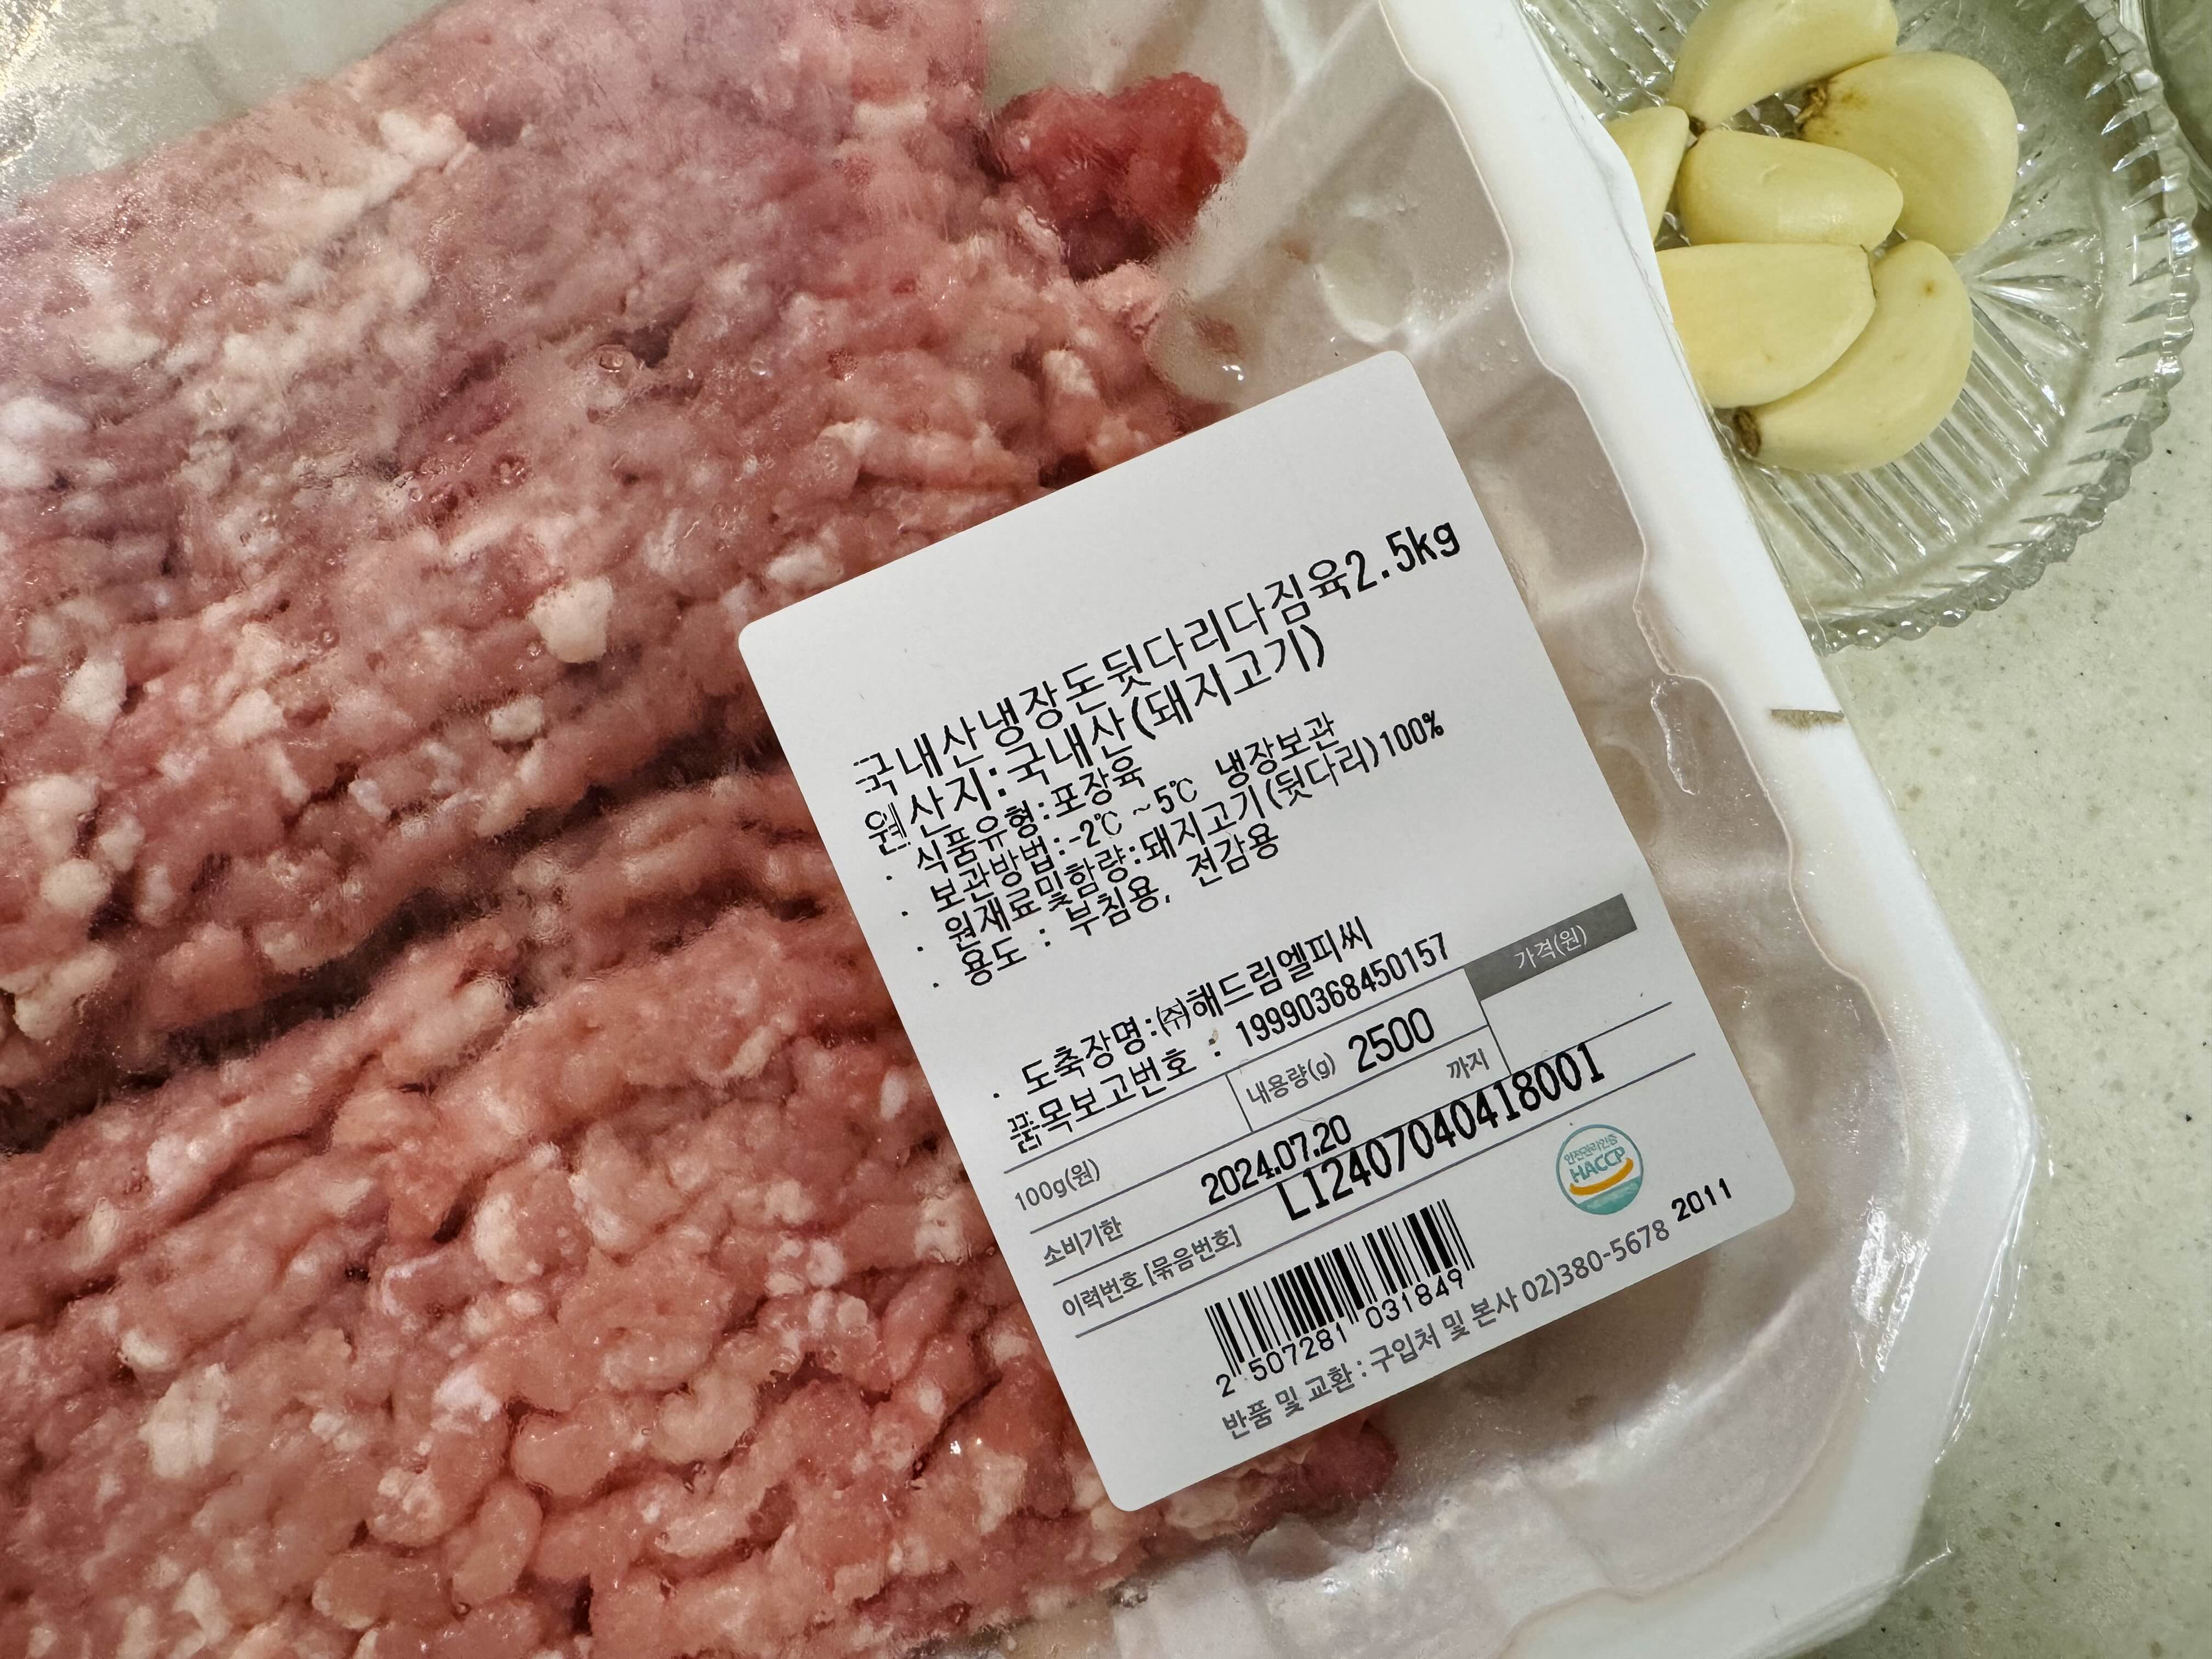 국내산냉장돈뒷다리다짐육2.5kg
원산지:국내산(돼지고기)
· 식품유형:포장육
· 보관방법:-2℃ ~5℃ 냉장보관
· 원재료및함량:돼지고기(뒷다리)100%
· 용도 : 부침용, 전감용
· 도축장명:㈜해드림엘피씨
품목보고번호 : 19990368450157
내용량(g) 2500 가격(원)
100g(원)
소비기한 2024.07.20 까지
이력번호 [묶음번호] L12407040418001
안전관리인증
HACCP
2 507281 031849
반품 및 교환 : 구입처 및 본사 02)380-5678 2011